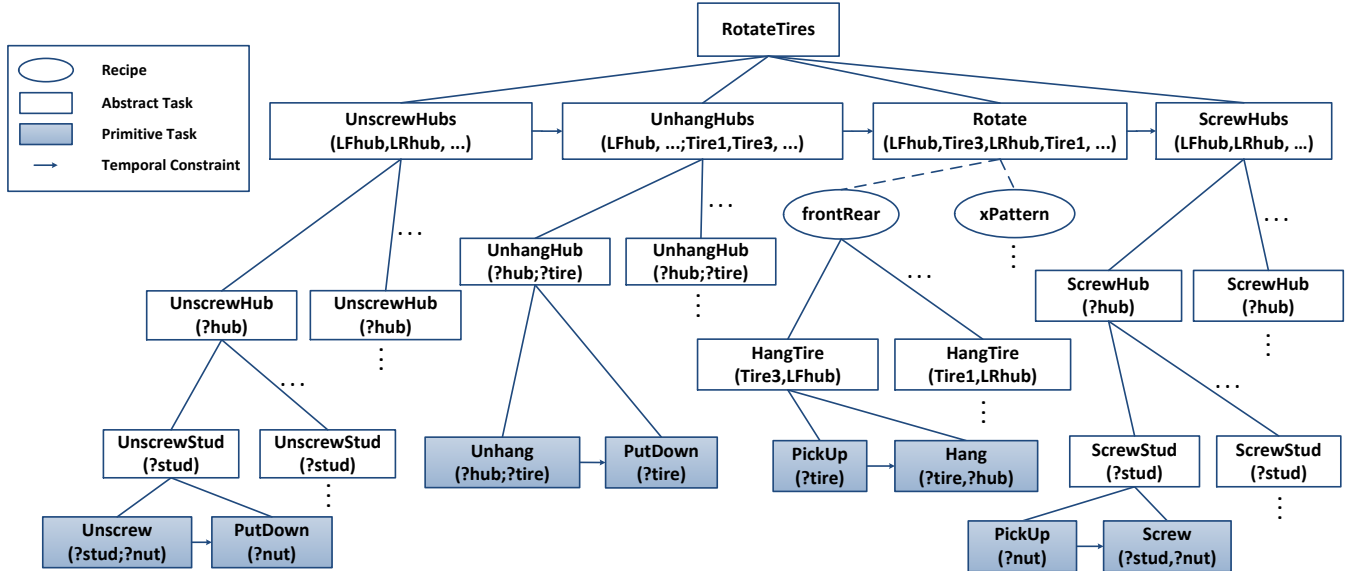 RotateTires
Recipe
Abstract Task
Primitive Task
Temporal Constraint
UnscrewHubs
(LFhub,LRhub, ...)
UnhangHubs
(LFhub, ...;Tire1,Tire3, ...)
Rotate
(LFhub,Tire3,LRhub,Tire1, ...)
ScrewHubs
(LFhub,LRhub, ...)
frontRear
xPattern
...
...
...
...
UnhangHub
(?hub;?tire)
UnhangHub
(?hub;?tire)
UnscrewHub
(?hub)
UnscrewHub
(?hub)
ScrewHub
(?hub)
ScrewHub
(?hub)
HangTire
(Tire3,LFhub)
HangTire
(Tire1,LRhub)
...
...
UnscrewStud
(?stud)
UnscrewStud
(?stud)
Unhang
(?hub;?tire)
PutDown
(?tire)
PickUp
(?tire)
Hang
(?tire,?hub)
ScrewStud
(?stud)
ScrewStud
(?stud)
Unscrew
(?stud;?nut)
PutDown
(?nut)
PickUp
(?nut)
Screw
(?stud,?nut)